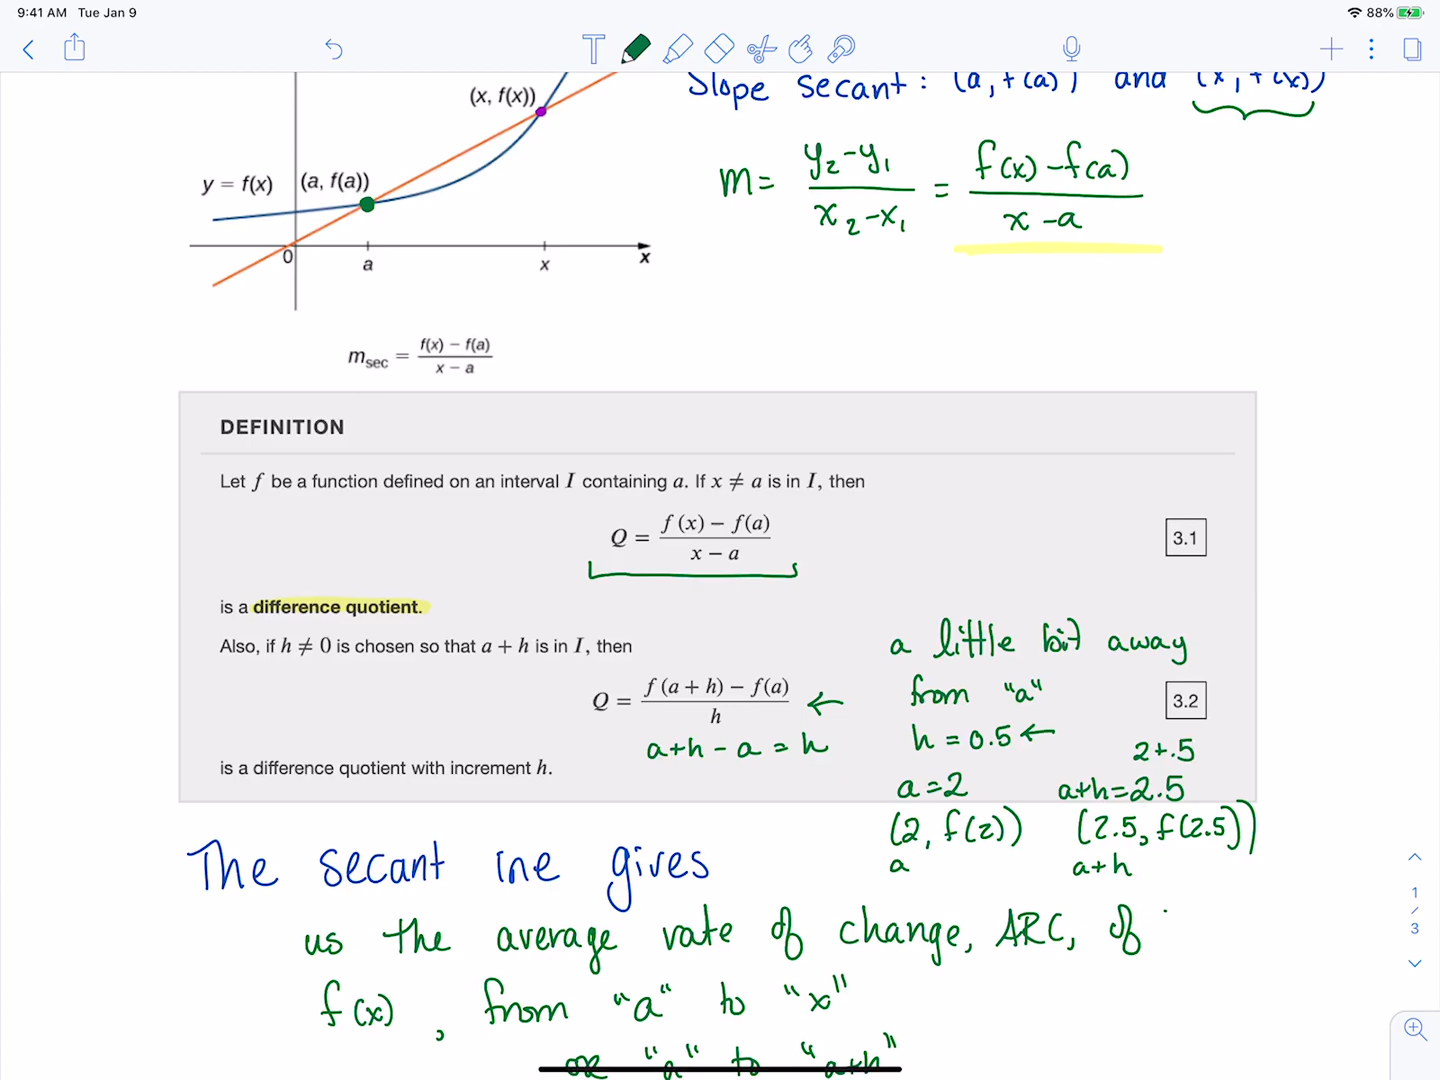 9:41 AM Tue Jan 9 88%
Slope secant : (a, f(a)) and (x, f(x))
(x, f(x))
y = f(x) (a, f(a))
0 a x x
m = y₂-y₁ / x₂-x₁ = f(x)-f(a) / x-a
m_sec = f(x) − f(a) / x − a
DEFINITION
Let f be a function defined on an interval I containing a. If x ≠ a is in I, then
Q = f (x) − f(a) / x − a 3.1
is a difference quotient.
Also, if h ≠ 0 is chosen so that a + h is in I, then
Q = f (a + h) − f(a) / h ← 3.2
a+h - a = h
is a difference quotient with increment h.
a little bit away
from "a"
h = 0.5 ←
2+.5
a=2 a+h=2.5
(2, f(2)) (2.5, f(2.5))
a a+h
The secant ine gives
us the average rate of change, ARC, of
f(x), from "a" to "x"
or "a" to "a+h"
1
/
3